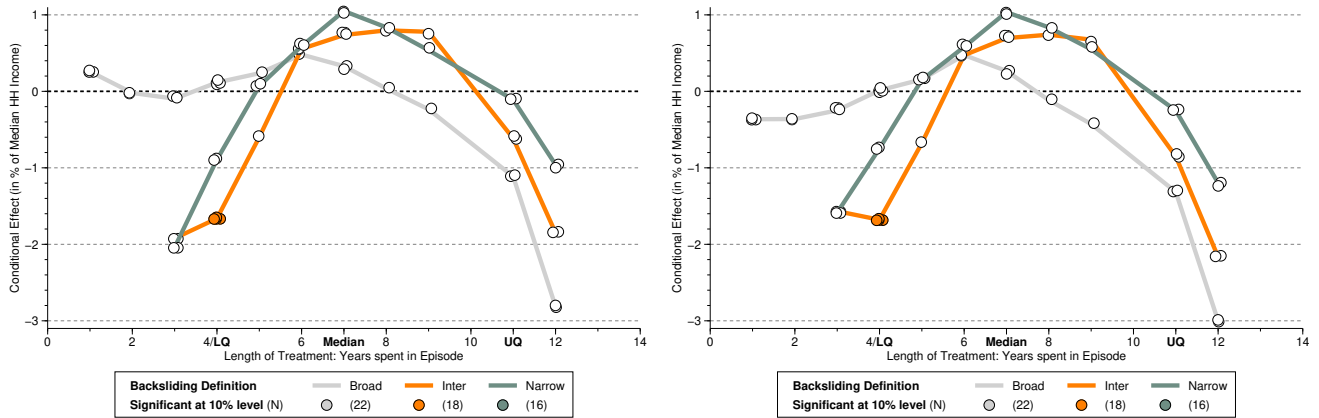 Conditional Effect (in % of Median HH Income)
1
0
−1
−2
−3
0 2 4/LQ 6 Median 8 10 UQ 12 14
Length of Treatment: Years spent in Episode
Backsliding Definition Broad Inter Narrow
Significant at 10% level (N) (22) (18) (16)
Conditional Effect (in % of Median HH Income)
1
0
−1
−2
−3
0 2 4/LQ 6 Median 8 10 UQ 12 14
Length of Treatment: Years spent in Episode
Backsliding Definition Broad Inter Narrow
Significant at 10% level (N) (22) (18) (16)